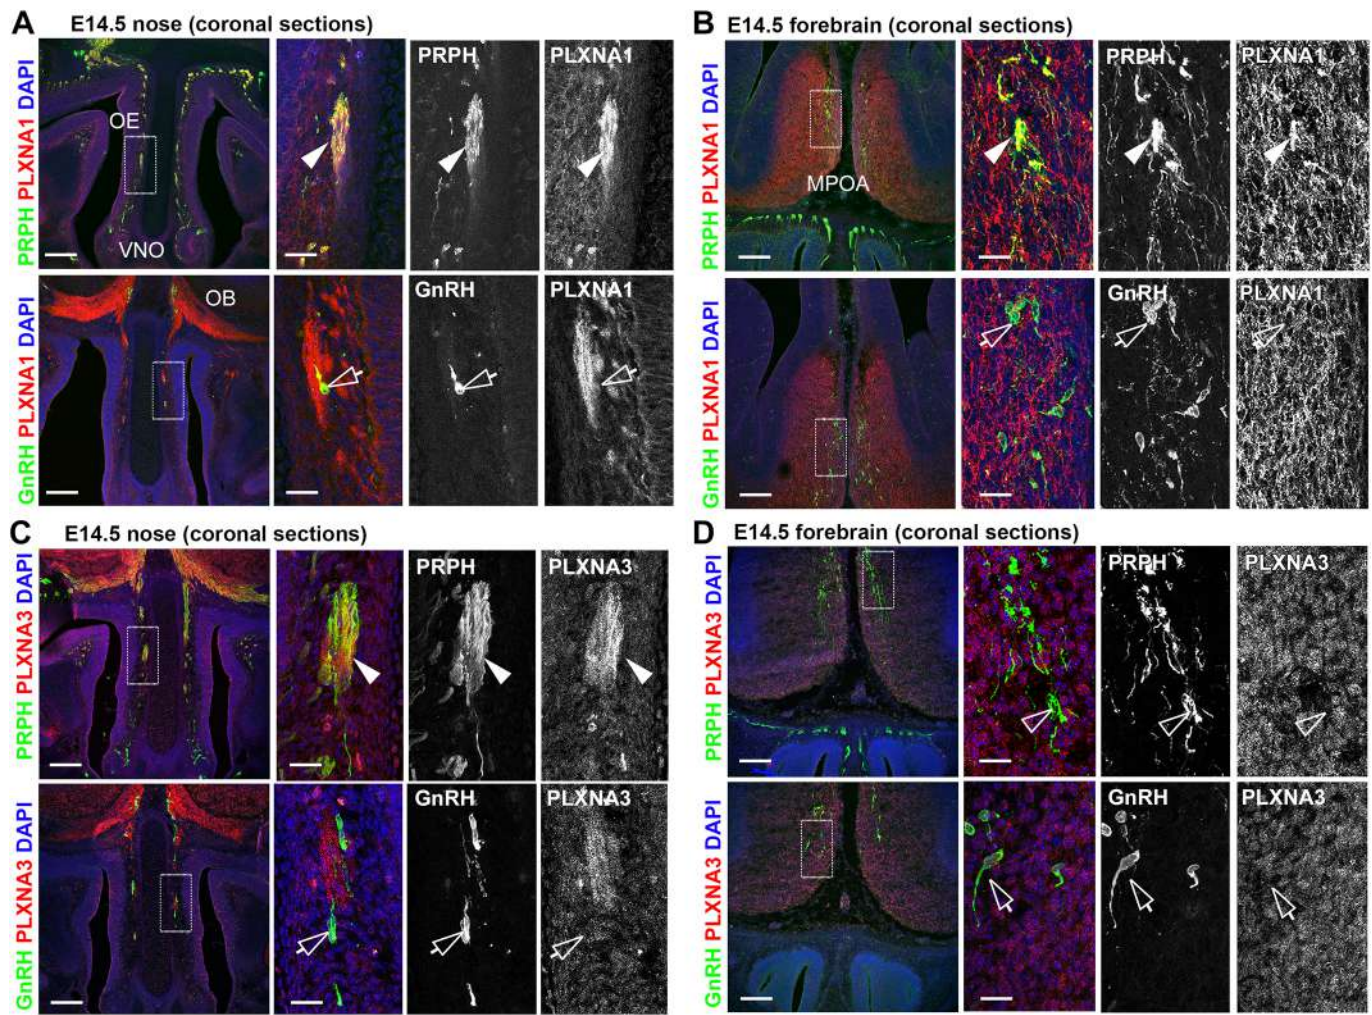 A E14.5 nose (coronal sections)
PRPH PLXNA1 DAPI
OE
VNO
PRPH
PLXNA1
GnRH PLXNA1 DAPI
OB
GnRH
PLXNA1
B E14.5 forebrain (coronal sections)
PRPH PLXNA1 DAPI
MPOA
PRPH
PLXNA1
GnRH PLXNA1 DAPI
GnRH
PLXNA1
C E14.5 nose (coronal sections)
PRPH PLXNA3 DAPI
PRPH
PLXNA3
GnRH PLXNA3 DAPI
GnRH
PLXNA3
D E14.5 forebrain (coronal sections)
PRPH PLXNA3 DAPI
PRPH
PLXNA3
GnRH PLXNA3 DAPI
GnRH
PLXNA3